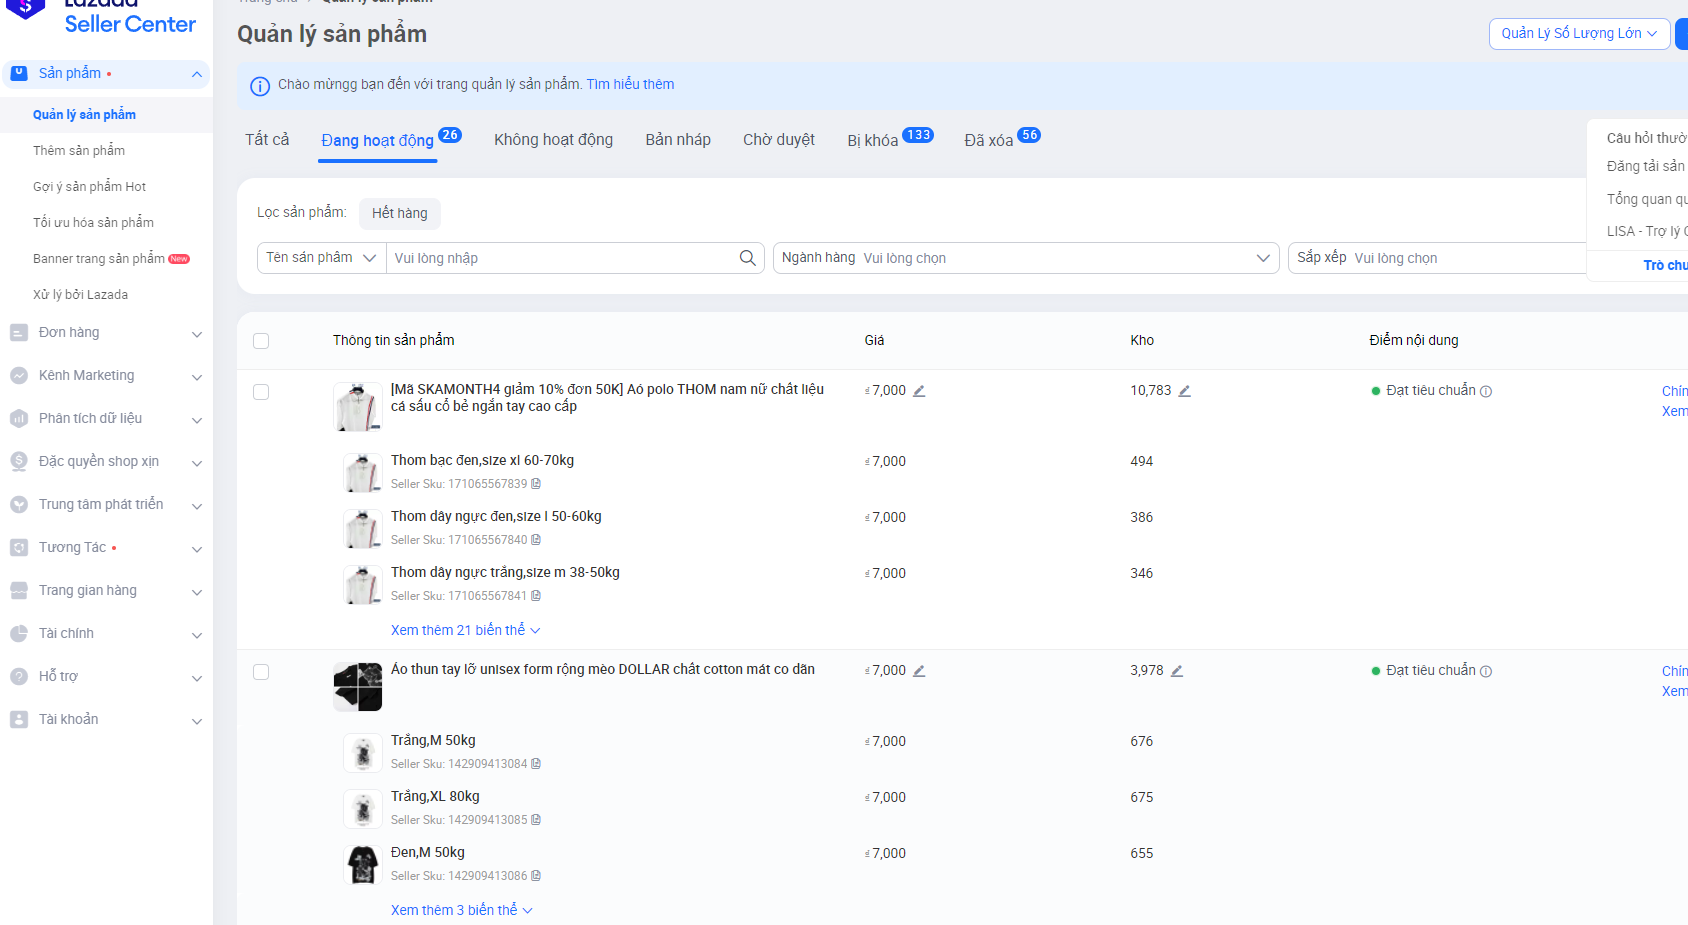 Lazada
Seller Center
Sản phẩm
Quản lý sản phẩm
Thêm sản phẩm
Gợi ý sản phẩm Hot
Tối ưu hóa sản phẩm
Banner trang sản phẩm New
Xử lý bởi Lazada
Đơn hàng
Kênh Marketing
Phân tích dữ liệu
Đặc quyền shop xịn
Trung tâm phát triển
Tương Tác
Trang gian hàng
Tài chính
Hỗ trợ
Tài khoản
Trang chủ > Quản lý sản phẩm
Quản lý sản phẩm
Quản Lý Số Lượng Lớn
Chào mừngg bạn đến với trang quản lý sản phẩm. Tìm hiểu thêm
Tất cả Đang hoạt động 26 Không hoạt động Bản nháp Chờ duyệt Bị khóa 133 Đã xóa 56
Câu hỏi thườ
Đăng tải sản
Tổng quan qu
LISA - Trợ lý
Trò chu
Lọc sản phẩm: Hết hàng
Tên sản phẩm Vui lòng nhập Ngành hàng Vui lòng chọn Sắp xếp Vui lòng chọn
Thông tin sản phẩm Giá Kho Điểm nội dung
[Mã SKAMONTH4 giảm 10% đơn 50K] Áo polo THOM nam nữ chất liệu
cá sấu cổ bẻ ngắn tay cao cấp
₫ 7,000 10,783 Đạt tiêu chuẩn Chín
Xem
Thom bạc đen,size xl 60-70kg ₫ 7,000 494
Seller Sku: 171065567839
Thom dây ngực đen,size l 50-60kg ₫ 7,000 386
Seller Sku: 171065567840
Thom dây ngực trắng,size m 38-50kg ₫ 7,000 346
Seller Sku: 171065567841
Xem thêm 21 biến thể
Áo thun tay lỡ unisex form rộng mèo DOLLAR chất cotton mát co dãn ₫ 7,000 3,978 Đạt tiêu chuẩn Chín
Xem
Trắng,M 50kg ₫ 7,000 676
Seller Sku: 142909413084
Trắng,XL 80kg ₫ 7,000 675
Seller Sku: 142909413085
Đen,M 50kg ₫ 7,000 655
Seller Sku: 142909413086
Xem thêm 3 biến thể